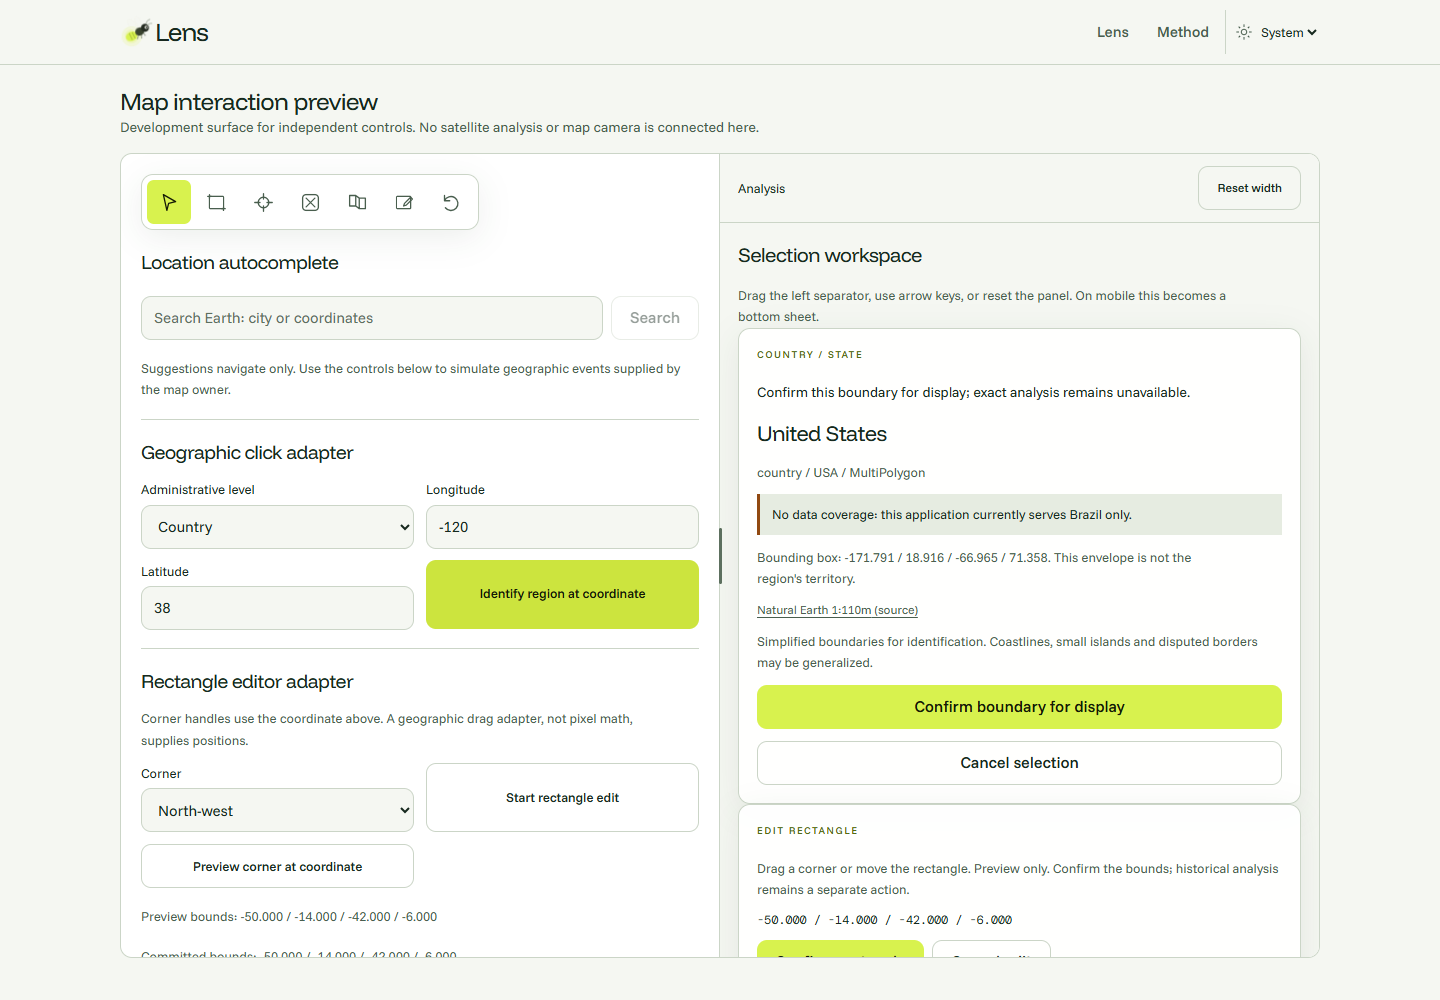 Lens
Lens
Method
System
Map interaction preview
Development surface for independent controls. No satellite analysis or map camera is connected here.
Location autocomplete
Search Earth: city or coordinates
Search
Suggestions navigate only. Use the controls below to simulate geographic events supplied by
the map owner.
Geographic click adapter
Administrative level
Longitude
Country
-120
Latitude
38
Identify region at coordinate
Rectangle editor adapter
Corner handles use the coordinate above. A geographic drag adapter, not pixel math,
supplies positions.
Corner
North-west
Start rectangle edit
Preview corner at coordinate
Preview bounds: -50.000 / -14.000 / -42.000 / -6.000
Committed bounds: -50.000 / -14.000 / -42.000 / -6.000
Analysis
Reset width
Selection workspace
Drag the left separator, use arrow keys, or reset the panel. On mobile this becomes a
bottom sheet.
COUNTRY / STATE
Confirm this boundary for display; exact analysis remains unavailable.
United States
country / USA / MultiPolygon
No data coverage: this application currently serves Brazil only.
Bounding box: -171.791 / 18.916 / -66.965 / 71.358. This envelope is not the
region's territory.
Natural Earth 1:110m (source)
Simplified boundaries for identification. Coastlines, small islands and disputed borders
may be generalized.
Confirm boundary for display
Cancel selection
EDIT RECTANGLE
Drag a corner or move the rectangle. Preview only. Confirm the bounds; historical analysis
remains a separate action.
-50.000 / -14.000 / -42.000 / -6.000